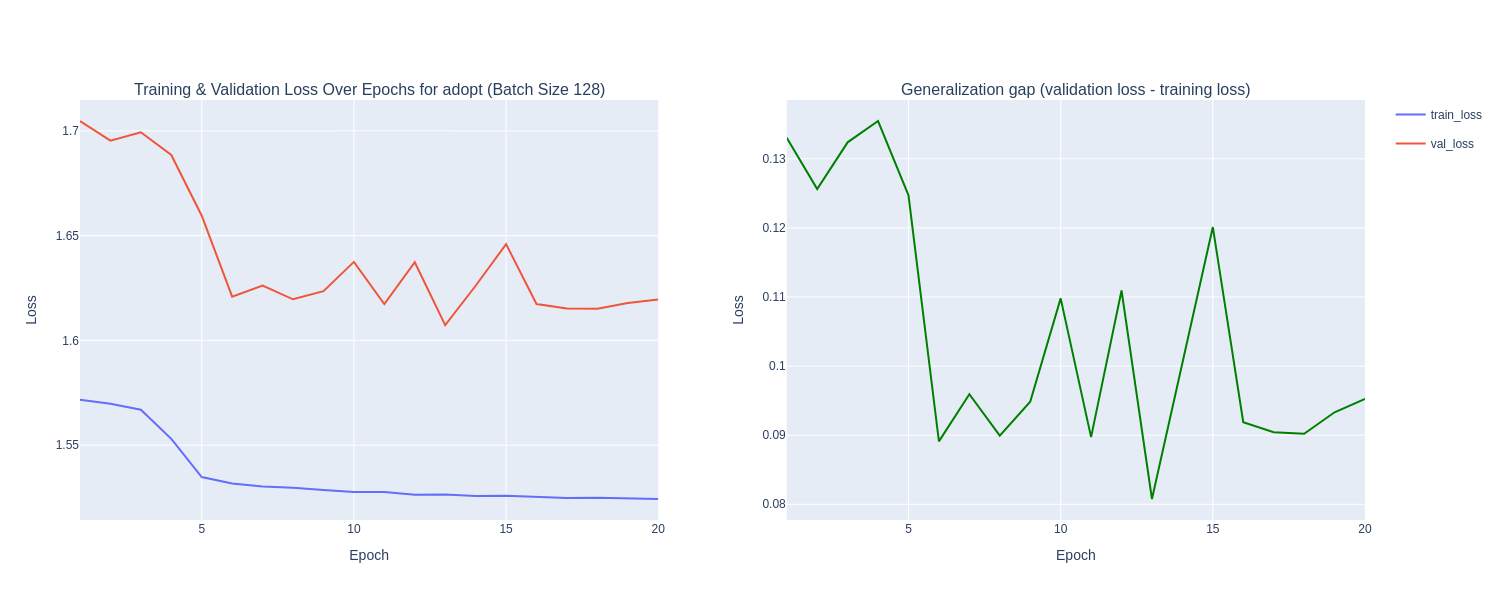 Training & Validation Loss Over Epochs for adopt (Batch Size 128)
1.7
1.65
1.6
1.55
Loss
5
10
15
20
Epoch
Generalization gap (validation loss - training loss)
0.13
0.12
0.11
0.1
0.09
0.08
Loss
5
10
15
20
Epoch
train_loss
val_loss